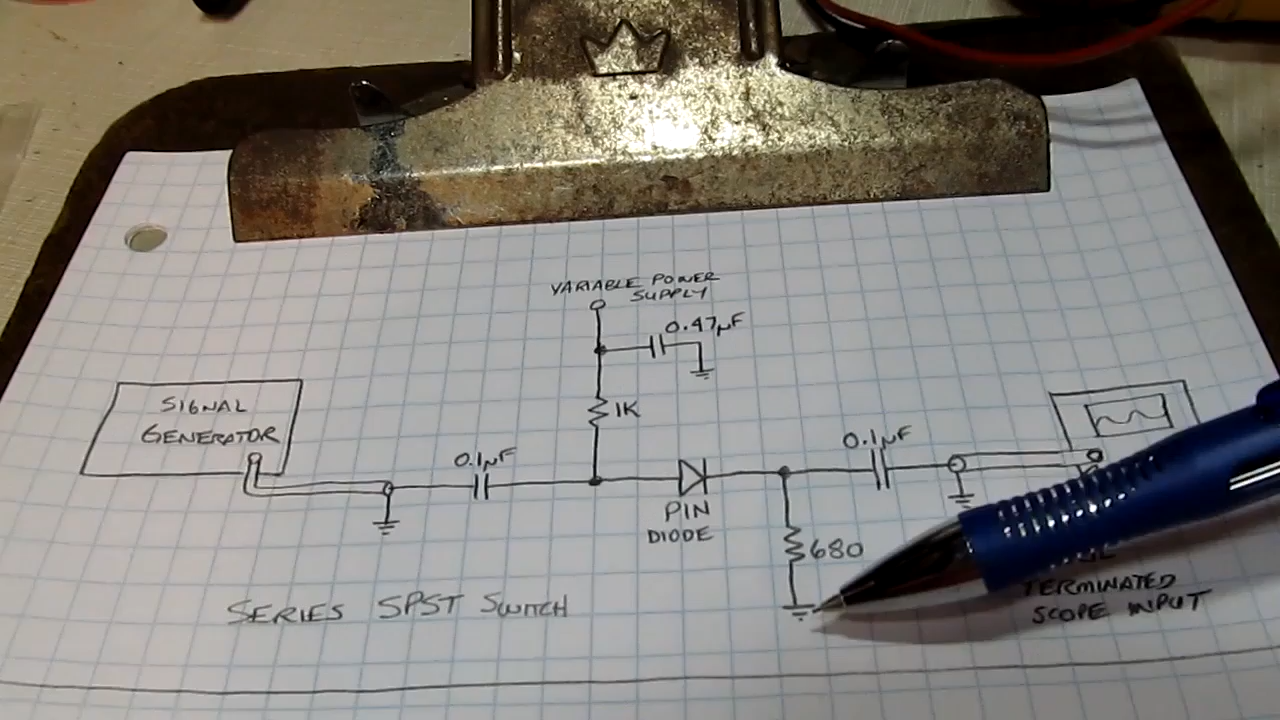 VARIABLE POWER
SUPPLY
0.47µF
SIGNAL
GENERATOR
1K
0.1µF
0.1µF
PIN
DIODE
680
SERIES SPST SWITCH
TERMINATED
SCOPE INPUT